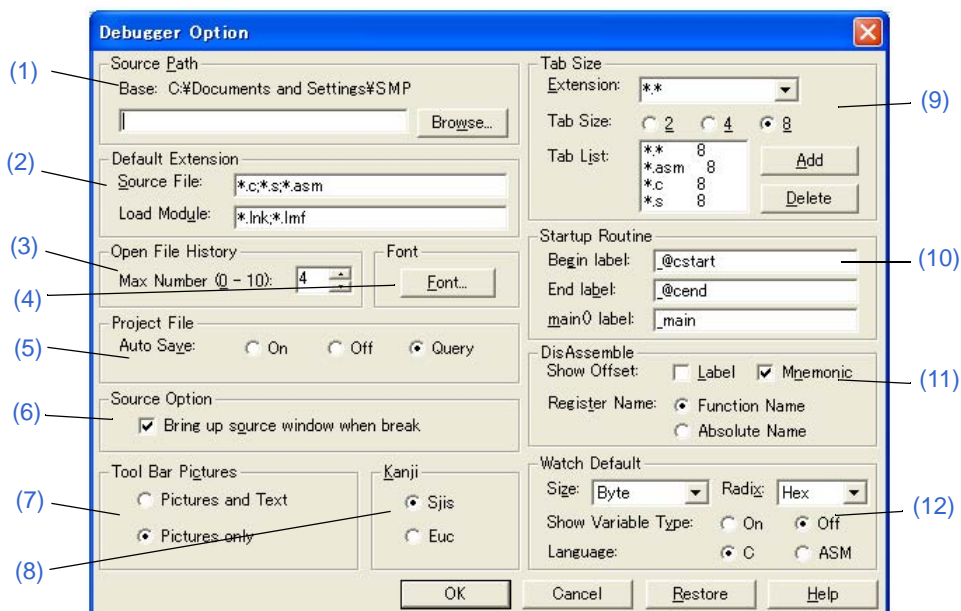 Debugger Option
(1)
Source Path
Base: C:¥Documents and Settings¥SMP
Browse...
(2)
Default Extension
Source File: *.c;*.s;*.asm
Load Module: *.lnk;*.lmf
(3)
Open File History
Max Number (0 - 10): 4
(4)
Font
Font...
(5)
Project File
Auto Save: On Off Query
(6)
Source Option
Bring up source window when break
(7)
Tool Bar Pictures
Pictures and Text
Pictures only
(8)
Kanji
Sjis
Euc
(9)
Tab Size
Extension: *.*
Tab Size: 2 4 8
Tab List:
*.* 8
*.asm 8
*.c 8
*.s 8
Add
Delete
(10)
Startup Routine
Begin label: _@cstart
End label: _@cend
main() label: _main
(11)
DisAssemble
Show Offset: Label Mnemonic
Register Name: Function Name
Absolute Name
(12)
Watch Default
Size: Byte Radix: Hex
Show Variable Type: On Off
Language: C ASM
OK Cancel Restore Help